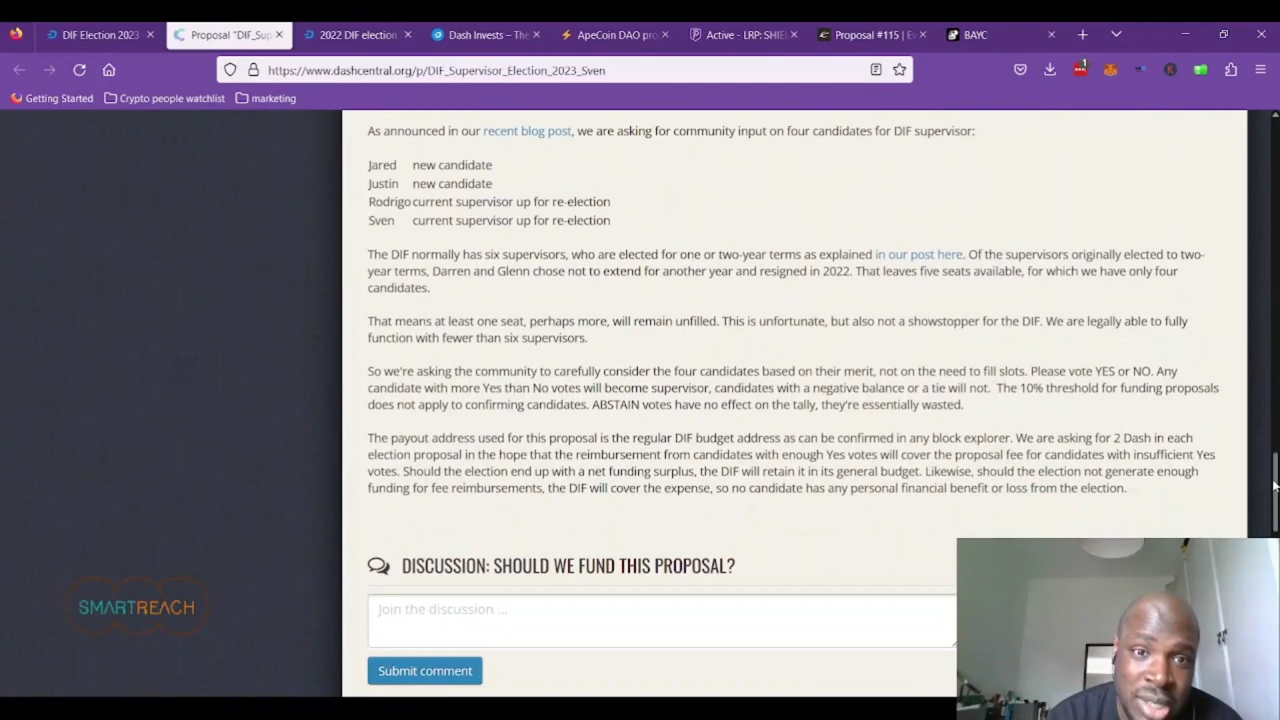 DIF Election 2023
Proposal "DIF_Sup
2022 DIF election
Dash Invests – The
ApeCoin DAO pro
Active - LRP: SHIE
Proposal #115 | E
BAYC
https://www.dashcentral.org/p/DIF_Supervisor_Election_2023_Sven
1
Getting Started
Crypto people watchlist
marketing
As announced in our recent blog post, we are asking for community input on four candidates for DIF supervisor:
Jared new candidate
Justin new candidate
Rodrigo current supervisor up for re-election
Sven current supervisor up for re-election
The DIF normally has six supervisors, who are elected for one or two-year terms as explained in our post here. Of the supervisors originally elected to two-
year terms, Darren and Glenn chose not to extend for another year and resigned in 2022. That leaves five seats available, for which we have only four
candidates.
That means at least one seat, perhaps more, will remain unfilled. This is unfortunate, but also not a showstopper for the DIF. We are legally able to fully
function with fewer than six supervisors.
So we're asking the community to carefully consider the four candidates based on their merit, not on the need to fill slots. Please vote YES or NO. Any
candidate with more Yes than No votes will become supervisor, candidates with a negative balance or a tie will not. The 10% threshold for funding proposals
does not apply to confirming candidates. ABSTAIN votes have no effect on the tally, they're essentially wasted.
The payout address used for this proposal is the regular DIF budget address as can be confirmed in any block explorer. We are asking for 2 Dash in each
election proposal in the hope that the reimbursement from candidates with enough Yes votes will cover the proposal fee for candidates with insufficient Yes
votes. Should the election end up with a net funding surplus, the DIF will retain it in its general budget. Likewise, should the election not generate enough
funding for fee reimbursements, the DIF will cover the expense, so no candidate has any personal financial benefit or loss from the election.
DISCUSSION: SHOULD WE FUND THIS PROPOSAL?
Join the discussion ...
Submit comment
SMARTREACH